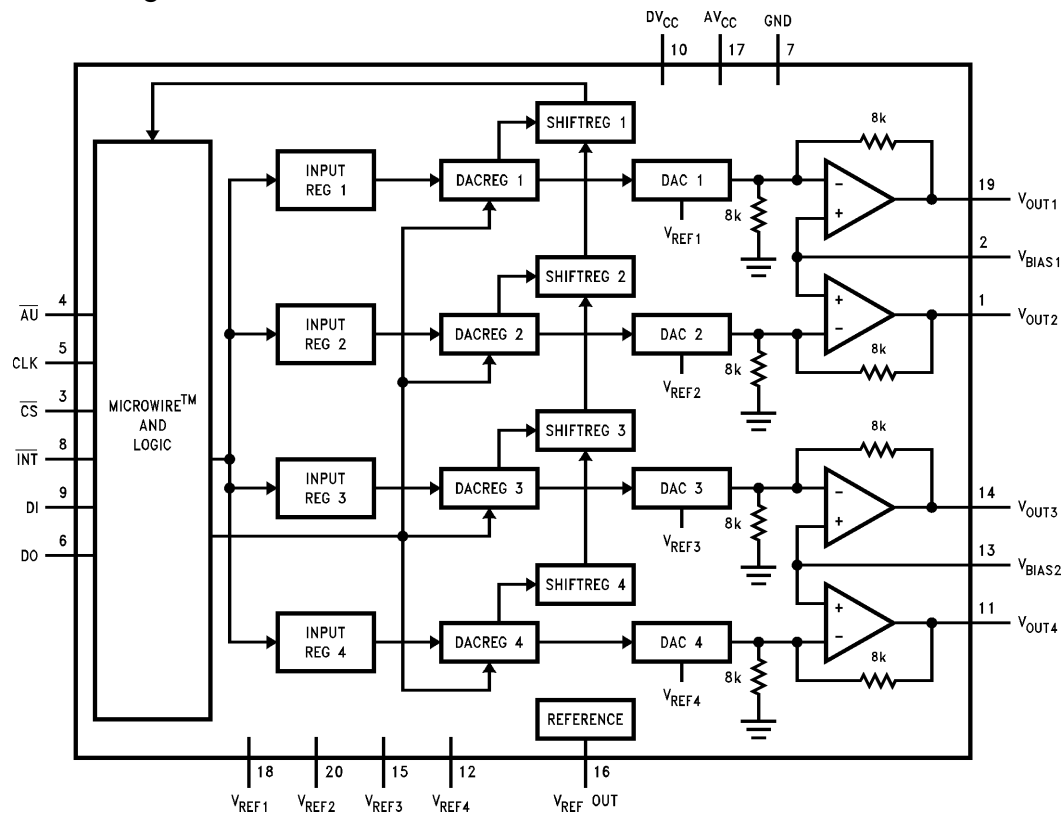 DVCC
AVCC
GND
10
17
7
SHIFTREG 1
8k
INPUT
REG 1
DACREG 1
DAC 1
−
+
19
VOUT1
8k
VREF1
2
VBIAS1
SHIFTREG 2
4
AU
+
−
1
VOUT2
INPUT
REG 2
DACREG 2
DAC 2
8k
8k
5
CLK
VREF2
3
CS
MICROWIRE™
AND
LOGIC
SHIFTREG 3
8k
8
INT
INPUT
REG 3
DACREG 3
DAC 3
−
+
14
VOUT3
9
DI
8k
VREF3
6
DO
13
VBIAS2
SHIFTREG 4
+
−
11
VOUT4
INPUT
REG 4
DACREG 4
DAC 4
8k
8k
VREF4
REFERENCE
18
20
15
12
16
VREF1
VREF2
VREF3
VREF4
VREF OUT